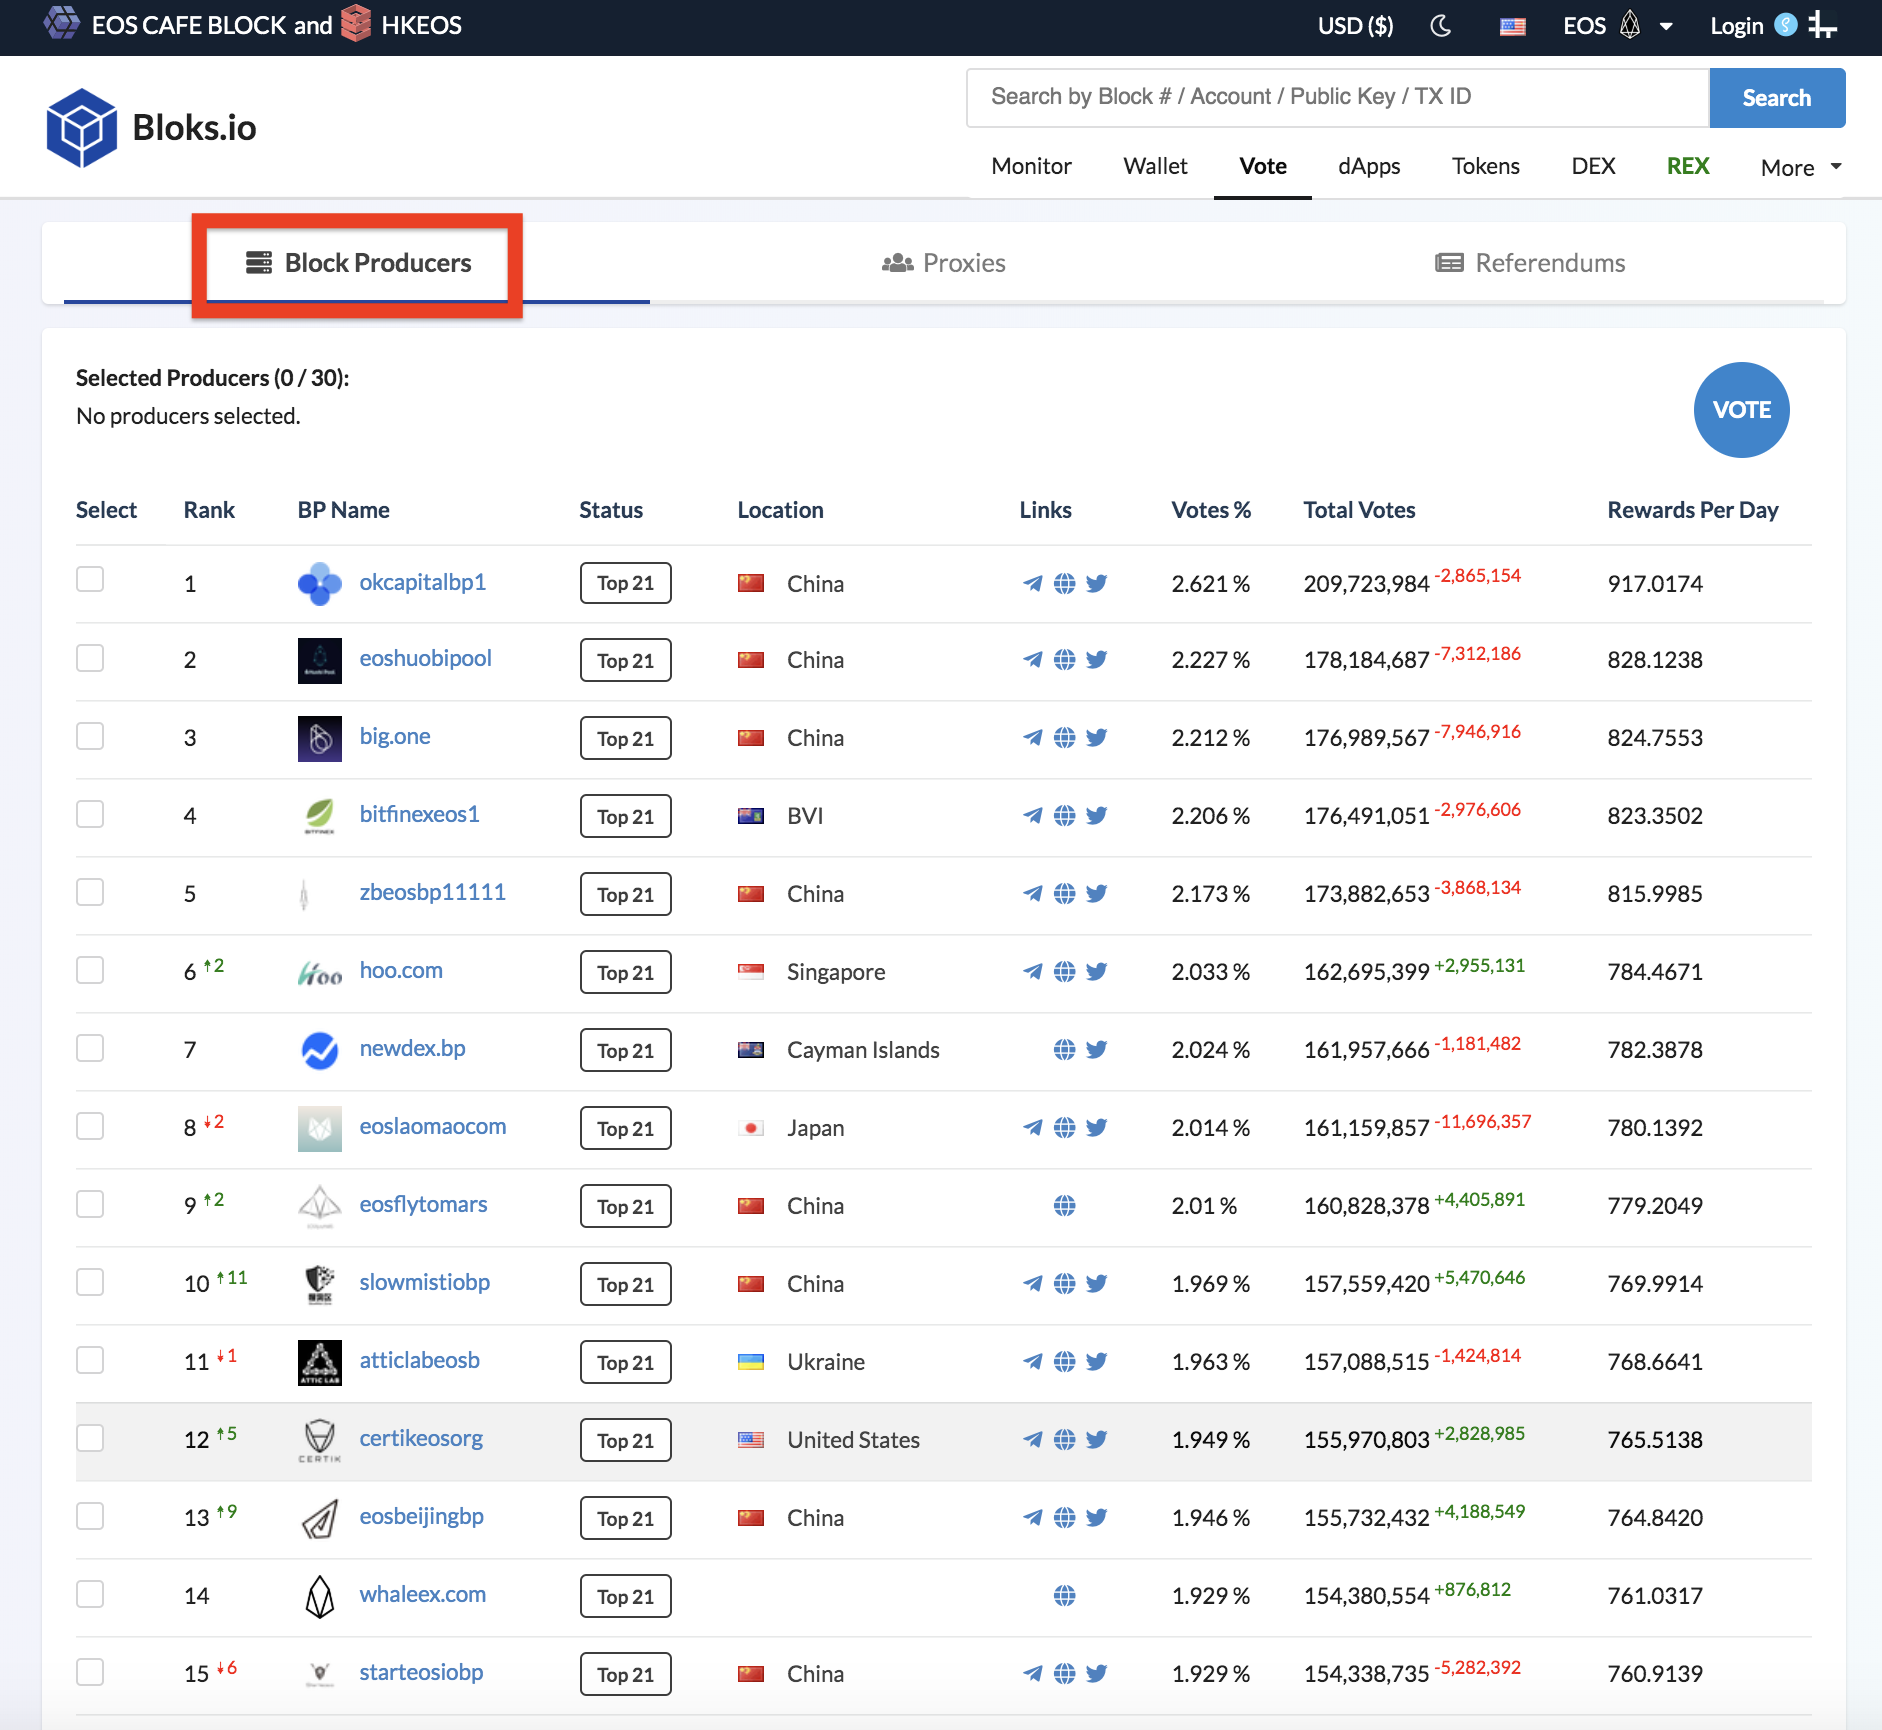 EOS CAFE BLOCK and HKEOS USD ($) EOS Login
Bloks.io
Search by Block # / Account / Public Key / TX ID Search
Monitor Wallet Vote dApps Tokens DEX REX More
Block Producers Proxies Referendums
Selected Producers (0 / 30):
No producers selected.
VOTE
Select Rank BP Name Status Location Links Votes % Total Votes Rewards Per Day
1 okcapitalbp1 Top 21 China 2.621 % 209,723,984 -2,865,154 917.0174
2 eoshuobipool Top 21 China 2.227 % 178,184,687 -7,312,186 828.1238
3 big.one Top 21 China 2.212 % 176,989,567 -7,946,916 824.7553
4 BITFINEX bitfinexeos1 Top 21 BVI 2.206 % 176,491,051 -2,976,606 823.3502
5 zbeosbp11111 Top 21 China 2.173 % 173,882,653 -3,868,134 815.9985
6 2 Hoo hoo.com Top 21 Singapore 2.033 % 162,695,399 +2,955,131 784.4671
7 newdex.bp Top 21 Cayman Islands 2.024 % 161,957,666 -1,181,482 782.3878
8 2 eoslaomaocom Top 21 Japan 2.014 % 161,159,857 -11,696,357 780.1392
9 2 eosflytomars Top 21 China 2.01 % 160,828,378 +4,405,891 779.2049
10 11 slowmistiobp Top 21 China 1.969 % 157,559,420 +5,470,646 769.9914
11 1 ATTIC LAB atticlabeosb Top 21 Ukraine 1.963 % 157,088,515 -1,424,814 768.6641
12 5 CERTIK certikeosorg Top 21 United States 1.949 % 155,970,803 +2,828,985 765.5138
13 9 eosbeijingbp Top 21 China 1.946 % 155,732,432 +4,188,549 764.8420
14 whaleex.com Top 21 1.929 % 154,380,554 +876,812 761.0317
15 6 starteosiobp Top 21 China 1.929 % 154,338,735 -5,282,392 760.9139